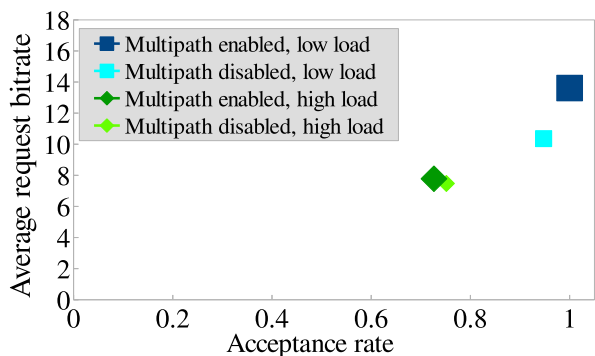 Average request bitrate
18
16
14
12
10
8
6
4
2
0
Multipath enabled, low load
Multipath disabled, low load
Multipath enabled, high load
Multipath disabled, high load
0 0.2 0.4 0.6 0.8 1
Acceptance rate